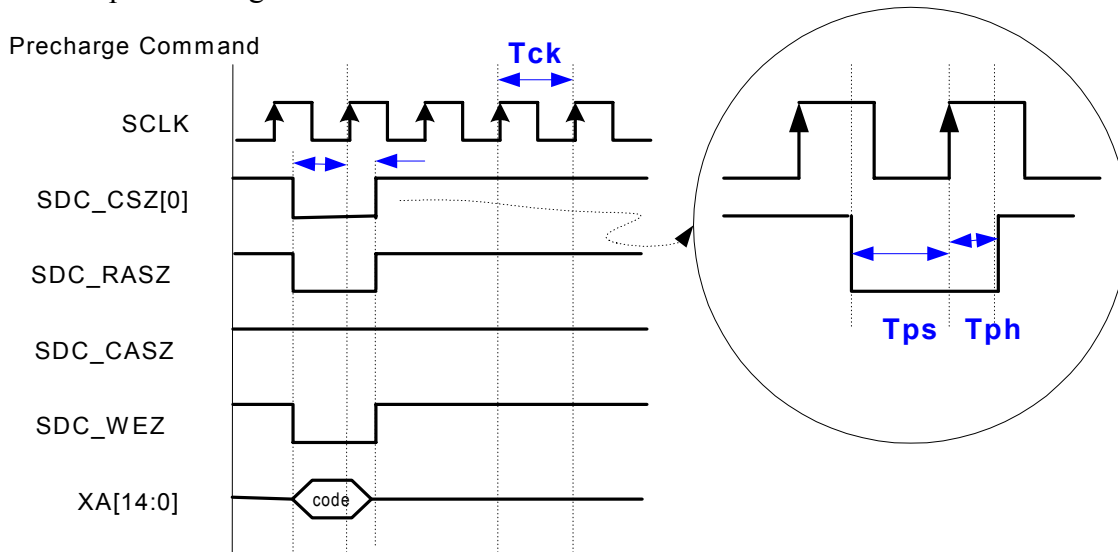 Precharge Command
Tck
SCLK
SDC_CSZ[0]
SDC_RASZ
SDC_CASZ
SDC_WEZ
XA[14:0]
code
Tps
Tph